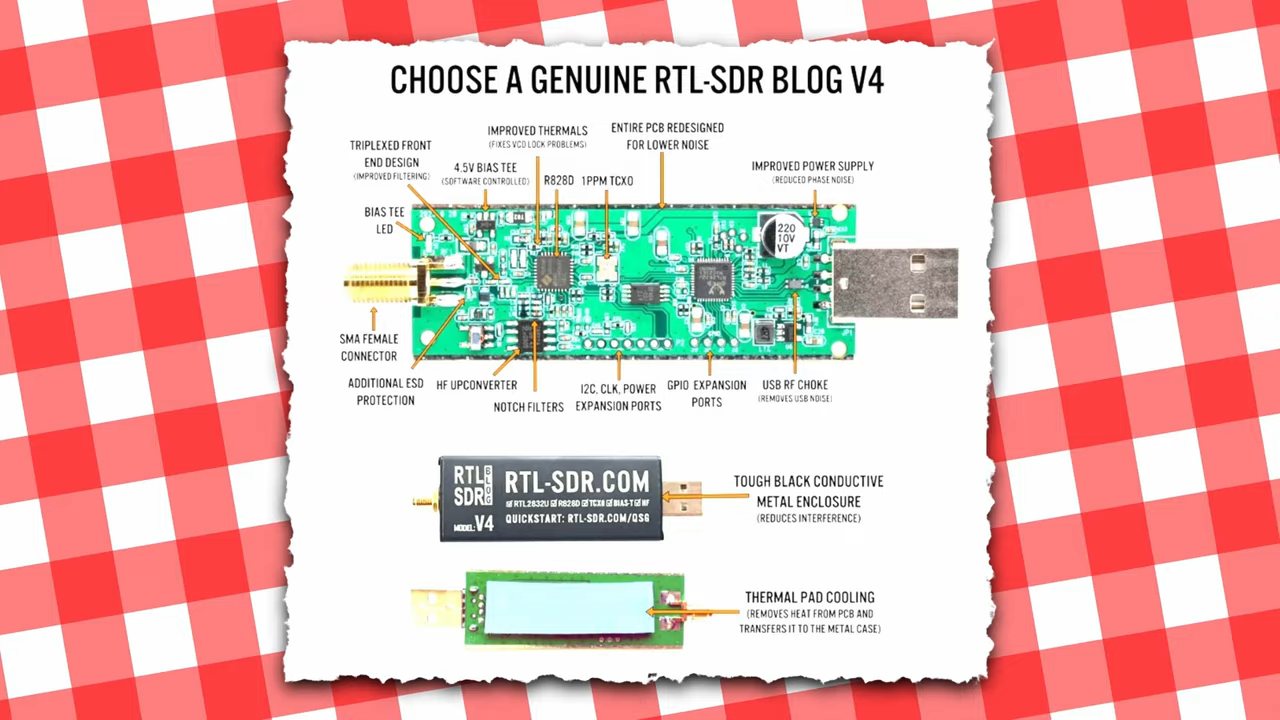 CHOOSE A GENUINE RTL-SDR BLOG V4
IMPROVED THERMALS
(FIXES VCO LOCK PROBLEMS)
ENTIRE PCB REDESIGNED
FOR LOWER NOISE
TRIPLEXED FRONT
END DESIGN
(IMPROVED FILTERING)
4.5V BIAS TEE
(SOFTWARE CONTROLLED)
R828D
1PPM TCXO
IMPROVED POWER SUPPLY
(REDUCED PHASE NOISE)
BIAS TEE
LED
220
10V
VT
SMA FEMALE
CONNECTOR
ADDITIONAL ESD
PROTECTION
HF UPCONVERTER
NOTCH FILTERS
I2C, CLK, POWER
EXPANSION PORTS
GPIO EXPANSION
PORTS
USB RF CHOKE
(REMOVES USB NOISE)
RTL
SDR
BLOG
RTL-SDR.COM
RTL2832U R828D TCXO BIAS-T HF
MODEL: V4
QUICKSTART: RTL-SDR.COM/QSG
TOUGH BLACK CONDUCTIVE
METAL ENCLOSURE
(REDUCES INTERFERENCE)
THERMAL PAD COOLING
(REMOVES HEAT FROM PCB AND
TRANSFERS IT TO THE METAL CASE)